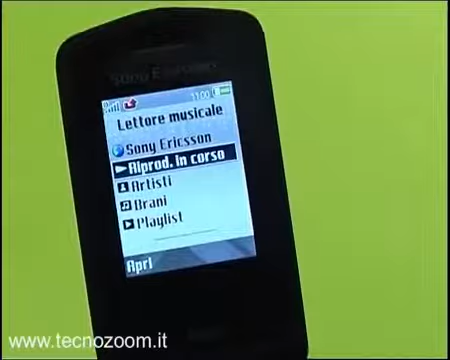 Sony Ericsson
11:00
Lettore musicale
Sony Ericsson
Riprod. in corso
Artisti
Brani
Playlist
Apri
www.tecnozoom.it